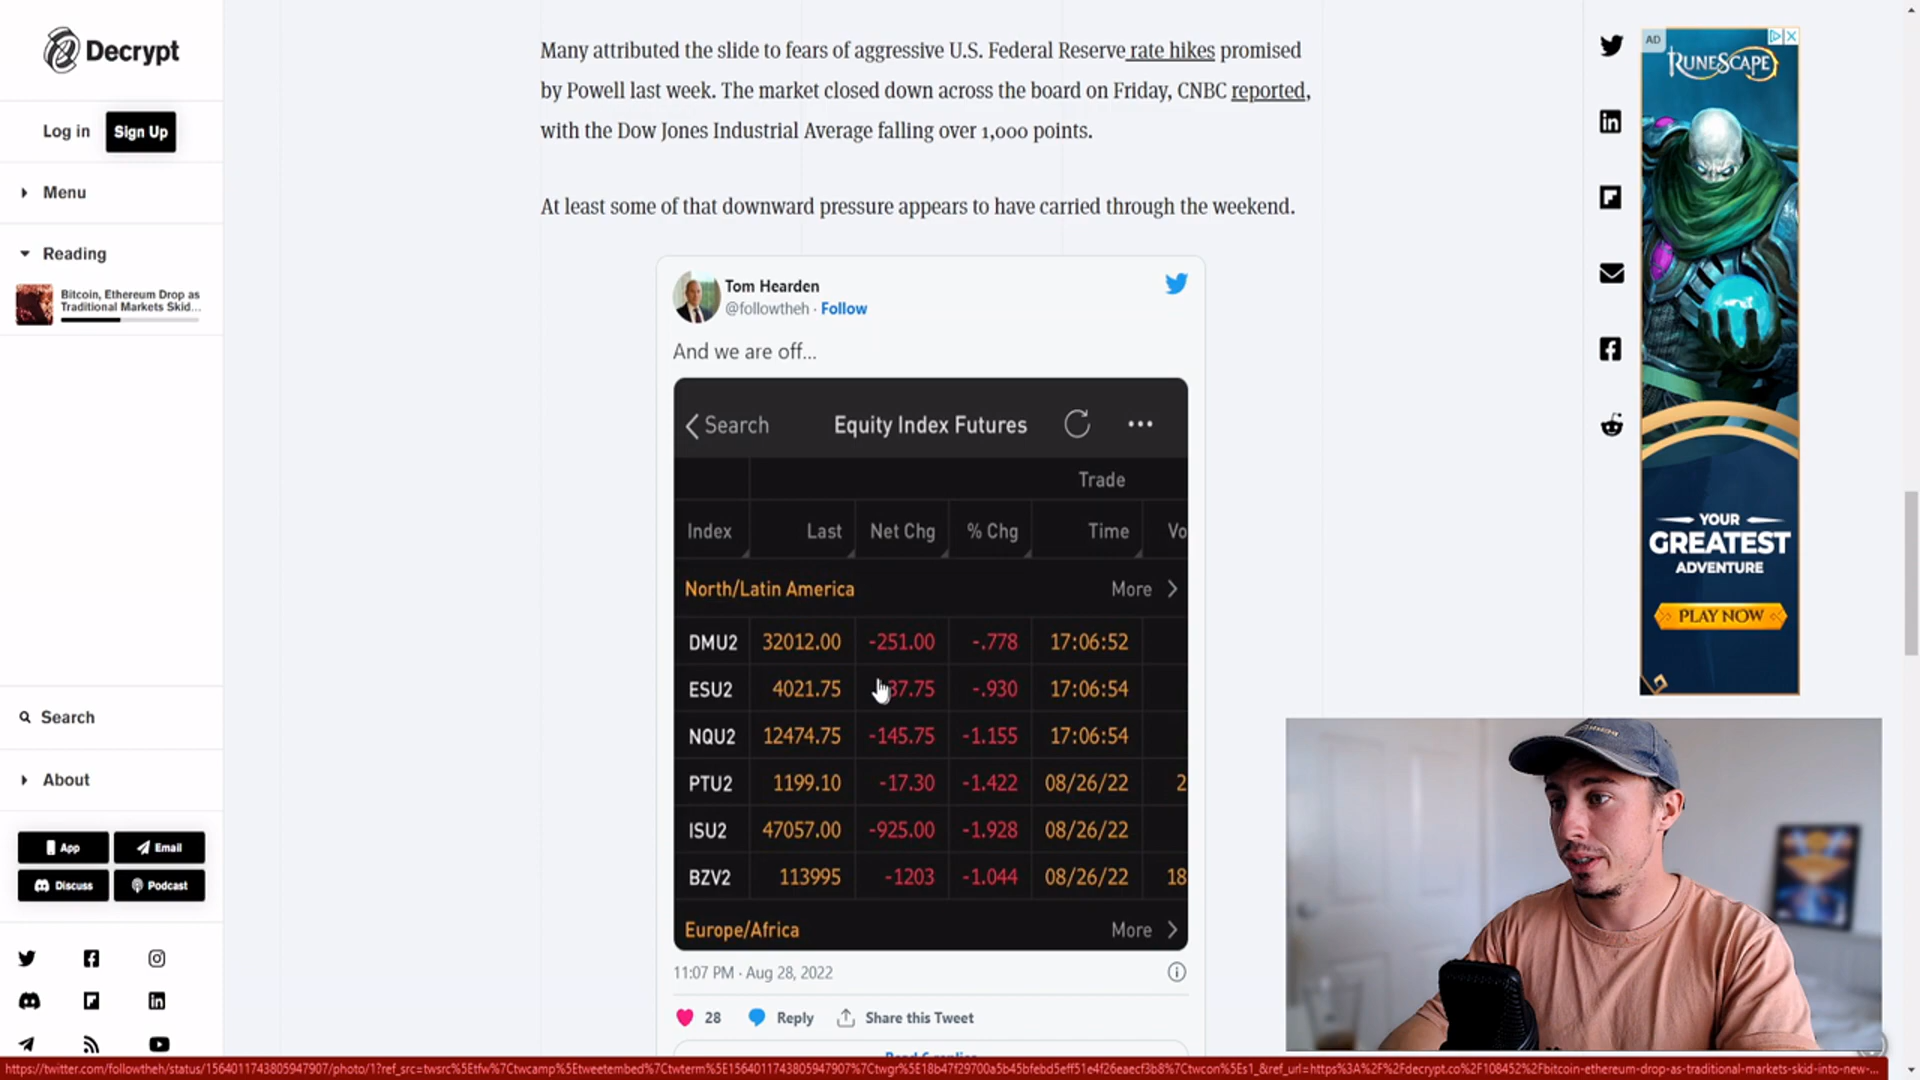 Decrypt
Log in
Sign Up
Menu
Reading
Bitcoin, Ethereum Drop as
Traditional Markets Skid...
Search
About
App
Email
Discuss
Podcast
Many attributed the slide to fears of aggressive U.S. Federal Reserve rate hikes promised
by Powell last week. The market closed down across the board on Friday, CNBC reported,
with the Dow Jones Industrial Average falling over 1,000 points.
At least some of that downward pressure appears to have carried through the weekend.
Tom Hearden
@followtheh · Follow
And we are off...
Search Equity Index Futures
Trade
Index Last Net Chg % Chg Time Vo
North/Latin America More
DMU2 32012.00 -251.00 -.778 17:06:52
ESU2 4021.75 37.75 -.930 17:06:54
NQU2 12474.75 -145.75 -1.155 17:06:54
PTU2 1199.10 -17.30 -1.422 08/26/22 2
ISU2 47057.00 -925.00 -1.928 08/26/22
BZV2 113995 -1203 -1.044 08/26/22 18
Europe/Africa More
11:07 PM · Aug 28, 2022
28 Reply Share this Tweet
AD
RUNESCAPE
YOUR
GREATEST
ADVENTURE
PLAY NOW